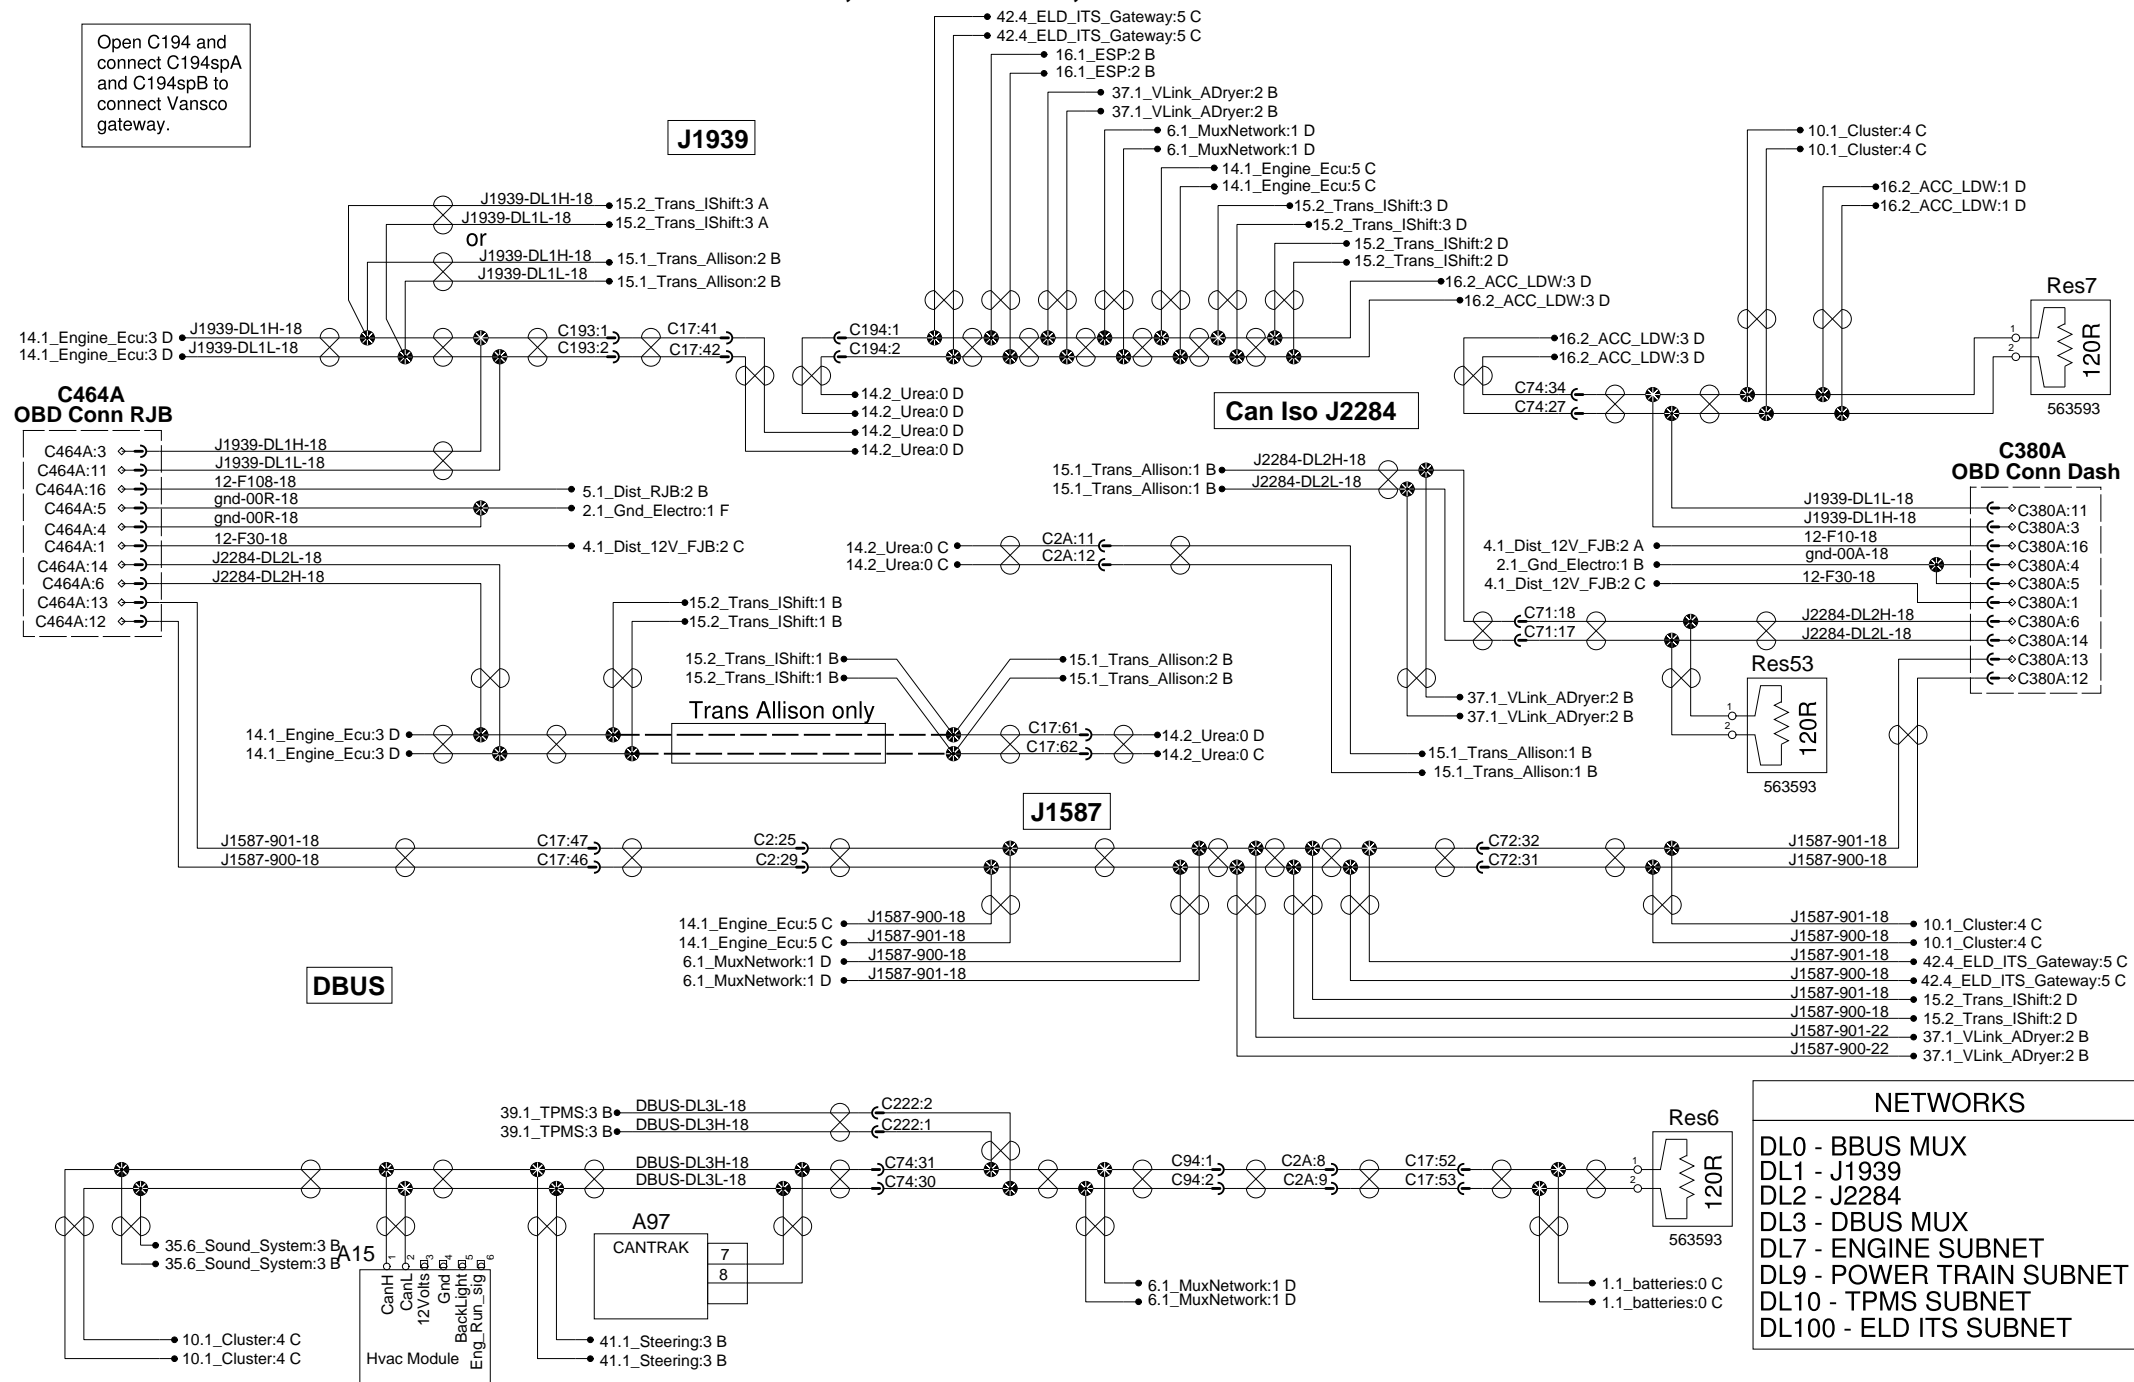 Open C194 and
connect C194spA
and C194spB to
connect Vansco
gateway.
J1939
42.4_ELD_ITS_Gateway:5 C
42.4_ELD_ITS_Gateway:5 C
16.1_ESP:2 B
16.1_ESP:2 B
37.1_VLink_ADryer:2 B
37.1_VLink_ADryer:2 B
6.1_MuxNetwork:1 D
6.1_MuxNetwork:1 D
14.1_Engine_Ecu:5 C
14.1_Engine_Ecu:5 C
15.2_Trans_IShift:3 D
15.2_Trans_IShift:3 D
15.2_Trans_IShift:2 D
15.2_Trans_IShift:2 D
16.2_ACC_LDW:3 D
16.2_ACC_LDW:3 D
10.1_Cluster:4 C
10.1_Cluster:4 C
16.2_ACC_LDW:1 D
16.2_ACC_LDW:1 D
J1939-DL1H-18 15.2_Trans_IShift:3 A
J1939-DL1L-18 15.2_Trans_IShift:3 A
or
J1939-DL1H-18 15.1_Trans_Allison:2 B
J1939-DL1L-18 15.1_Trans_Allison:2 B
14.1_Engine_Ecu:3 D J1939-DL1H-18 C193:1 C17:41 C194:1
14.1_Engine_Ecu:3 D J1939-DL1L-18 C193:2 C17:42 C194:2
14.2_Urea:0 D
14.2_Urea:0 D
14.2_Urea:0 D
14.2_Urea:0 D
16.2_ACC_LDW:3 D
16.2_ACC_LDW:3 D
C74:34
C74:27
Res7
1
2
120R
563593
C464A
OBD Conn RJB
C464A:3 J1939-DL1H-18
C464A:11 J1939-DL1L-18
C464A:16 12-F108-18 5.1_Dist_RJB:2 B
C464A:5 gnd-00R-18 2.1_Gnd_Electro:1 F
C464A:4 gnd-00R-18
C464A:1 12-F30-18 4.1_Dist_12V_FJB:2 C
C464A:14 J2284-DL2L-18
C464A:6 J2284-DL2H-18
C464A:13
C464A:12
Can Iso J2284
15.1_Trans_Allison:1 B J2284-DL2H-18
15.1_Trans_Allison:1 B J2284-DL2L-18
14.2_Urea:0 C C2A:11
14.2_Urea:0 C C2A:12
C380A
OBD Conn Dash
J1939-DL1L-18 C380A:11
J1939-DL1H-18 C380A:3
4.1_Dist_12V_FJB:2 A 12-F10-18 C380A:16
2.1_Gnd_Electro:1 B gnd-00A-18 C380A:4
4.1_Dist_12V_FJB:2 C 12-F30-18 C380A:5
C380A:1
C71:18 J2284-DL2H-18 C380A:6
C71:17 J2284-DL2L-18 C380A:14
C380A:13
C380A:12
Res53
1
2
120R
563593
15.2_Trans_IShift:1 B
15.2_Trans_IShift:1 B
15.2_Trans_IShift:1 B 15.1_Trans_Allison:2 B
15.2_Trans_IShift:1 B 15.1_Trans_Allison:2 B
Trans Allison only
14.1_Engine_Ecu:3 D C17:61 14.2_Urea:0 D
14.1_Engine_Ecu:3 D C17:62 14.2_Urea:0 C
37.1_VLink_ADryer:2 B
37.1_VLink_ADryer:2 B
15.1_Trans_Allison:1 B
15.1_Trans_Allison:1 B
J1587
J1587-901-18 C17:47 C2:25 C72:32 J1587-901-18
J1587-900-18 C17:46 C2:29 C72:31 J1587-900-18
14.1_Engine_Ecu:5 C J1587-900-18
14.1_Engine_Ecu:5 C J1587-901-18
6.1_MuxNetwork:1 D J1587-900-18
6.1_MuxNetwork:1 D J1587-901-18
J1587-901-18 10.1_Cluster:4 C
J1587-900-18 10.1_Cluster:4 C
J1587-901-18 42.4_ELD_ITS_Gateway:5 C
J1587-900-18 42.4_ELD_ITS_Gateway:5 C
J1587-901-18 15.2_Trans_IShift:2 D
J1587-900-18 15.2_Trans_IShift:2 D
J1587-901-22 37.1_VLink_ADryer:2 B
J1587-900-22 37.1_VLink_ADryer:2 B
DBUS
39.1_TPMS:3 B DBUS-DL3L-18 C222:2
39.1_TPMS:3 B DBUS-DL3H-18 C222:1
DBUS-DL3H-18 C74:31 C94:1 C2A:8 C17:52
DBUS-DL3L-18 C74:30 C94:2 C2A:9 C17:53
Res6
1
2
120R
563593
35.6_Sound_System:3 B
35.6_Sound_System:3 B
A15
1 2 3 4 5 6
CanH
CanL
12Volts
Gnd
BackLight
Eng_Run_sig
Hvac Module
A97
CANTRAK
7
8
10.1_Cluster:4 C
10.1_Cluster:4 C
41.1_Steering:3 B
41.1_Steering:3 B
6.1_MuxNetwork:1 D
6.1_MuxNetwork:1 D
1.1_batteries:0 C
1.1_batteries:0 C
NETWORKS
DL0 - BBUS MUX
DL1 - J1939
DL2 - J2284
DL3 - DBUS MUX
DL7 - ENGINE SUBNET
DL9 - POWER TRAIN SUBNET
DL10 - TPMS SUBNET
DL100 - ELD ITS SUBNET